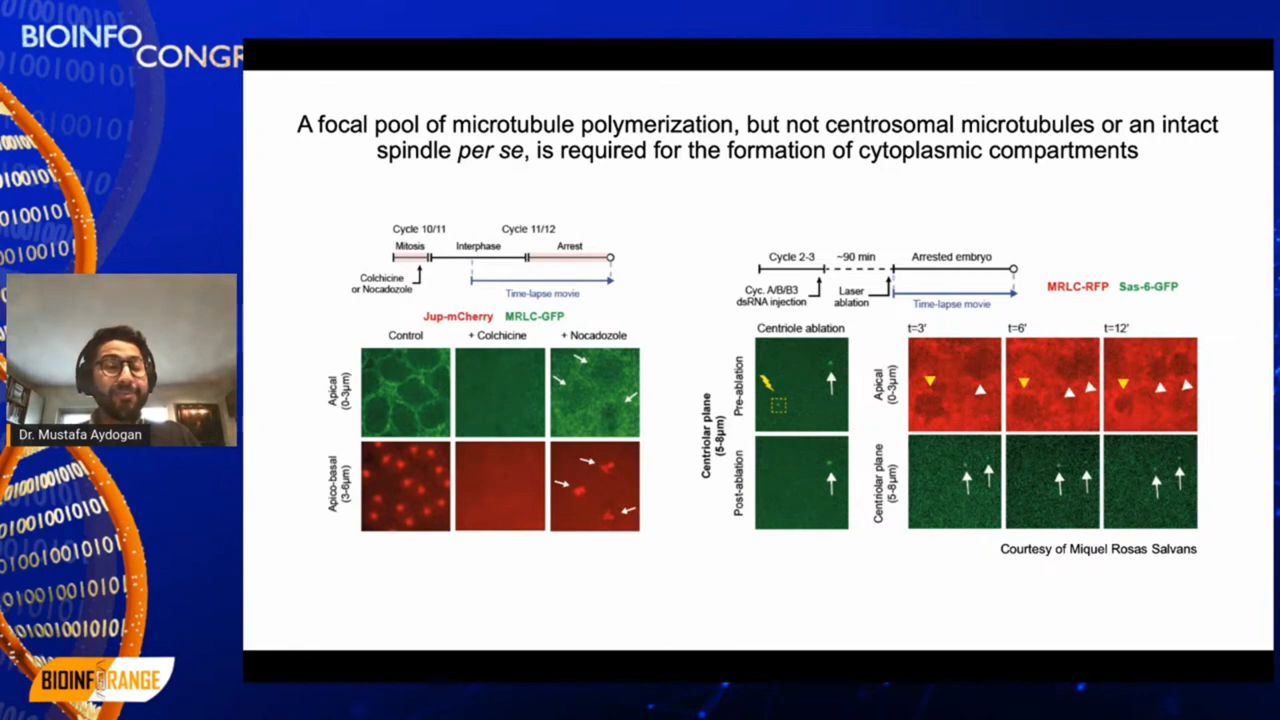 BIOINFO
CONGR
A focal pool of microtubule polymerization, but not centrosomal microtubules or an intact
spindle per se, is required for the formation of cytoplasmic compartments
Cycle 10/11
Cycle 11/12
Mitosis
Interphase
Arrest
Colchicine
or Nocadozole
Time-lapse movie
Jup-mCherry MRLC-GFP
Control
+ Colchicine
+ Nocadozole
Apical
(0-3µm)
Apico-basal
(3-6µm)
Cycle 2-3
~90 min
Arrested embryo
Cyc. A/B/B3
dsRNA injection
Laser
ablation
Time-lapse movie
MRLC-RFP Sas-6-GFP
Centriole ablation
t=3'
t=6'
t=12'
Centriolar plane
(5-8µm)
Pre-ablation
Post-ablation
Apical
(0-3µm)
Centriolar plane
(5-8µm)
Courtesy of Miquel Rosas Salvans
Dr. Mustafa Aydogan
BIOINFORANGE